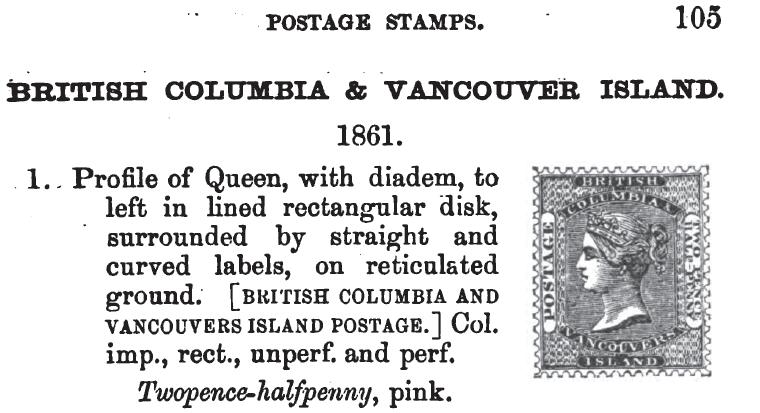 POSTAGE STAMPS. 105
BRITISH COLUMBIA & VANCOUVER ISLAND.
1861.
1. Profile of Queen, with diadem, to
left in lined rectangular disk,
surrounded by straight and
curved labels, on reticulated
ground. [BRITISH COLUMBIA AND
VANCOUVERS ISLAND POSTAGE.] Col.
imp., rect., unperf. and perf.
Twopence-halfpenny, pink.
BRITISH
COLUMBIA &
POSTAGE
TWO PENCE
VANCOUVERS
ISLAND